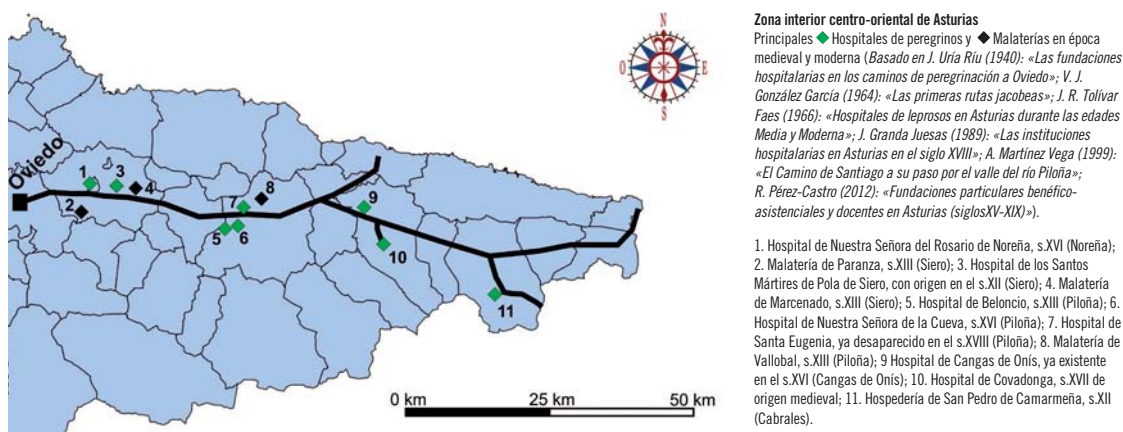 N
O
E
S
Oviedo
1
3
4
2
7
8
5
6
9
10
11
0 km
25 km
50 km
Zona interior centro-oriental de Asturias
Principales Hospitales de peregrinos y Malaterías en época
medieval y moderna (Basado en J. Uría Ríu (1940): «Las fundaciones
hospitalarias en los caminos de peregrinación a Oviedo»; V. J.
González García (1964): «Las primeras rutas jacobeas»; J. R. Tolívar
Faes (1966): «Hospitales de leprosos en Asturias durante las edades
Media y Moderna»; J. Granda Juesas (1989): «Las instituciones
hospitalarias en Asturias en el siglo XVIII»; A. Martínez Vega (1999):
«El Camino de Santiago a su paso por el valle del río Piloña»;
R. Pérez-Castro (2012): «Fundaciones particulares benéfico-
asistenciales y docentes en Asturias (siglosXV-XIX)»).
1. Hospital de Nuestra Señora del Rosario de Noreña, s.XVI (Noreña);
2. Malatería de Paranza, s.XIII (Siero); 3. Hospital de los Santos
Mártires de Pola de Siero, con origen en el s.XII (Siero); 4. Malatería
de Marcenado, s.XIII (Siero); 5. Hospital de Beloncio, s.XIII (Piloña); 6.
Hospital de Nuestra Señora de la Cueva, s.XVI (Piloña); 7. Hospital de
Santa Eugenia, ya desaparecido en el s.XVIII (Piloña); 8. Malatería de
Vallobal, s.XIII (Piloña); 9 Hospital de Cangas de Onís, ya existente
en el s.XVI (Cangas de Onís); 10. Hospital de Covadonga, s.XVII de
origen medieval; 11. Hospedería de San Pedro de Camarmeña, s.XII
(Cabrales).